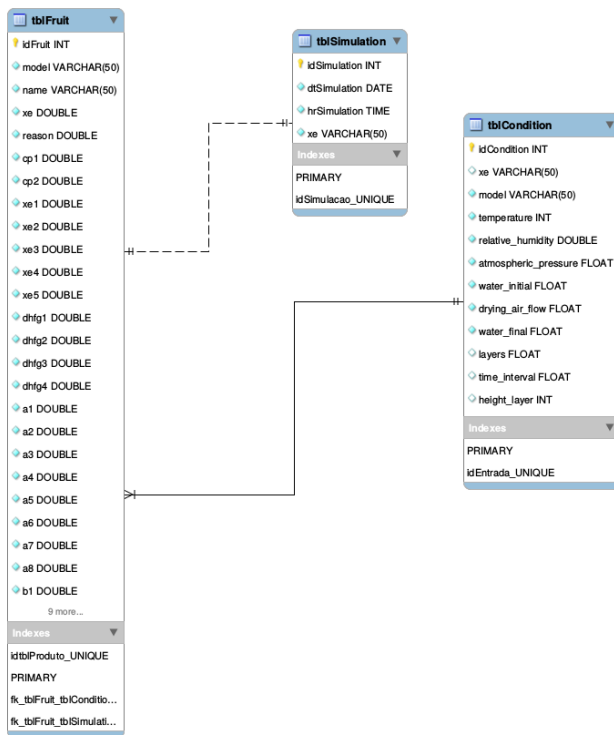 tblFruit
idFruit INT
model VARCHAR(50)
name VARCHAR(50)
xe DOUBLE
reason DOUBLE
cp1 DOUBLE
cp2 DOUBLE
xe1 DOUBLE
xe2 DOUBLE
xe3 DOUBLE
xe4 DOUBLE
xe5 DOUBLE
dhfg1 DOUBLE
dhfg2 DOUBLE
dhfg3 DOUBLE
dhfg4 DOUBLE
a1 DOUBLE
a2 DOUBLE
a3 DOUBLE
a4 DOUBLE
a5 DOUBLE
a6 DOUBLE
a7 DOUBLE
a8 DOUBLE
b1 DOUBLE
9 more...
Indexes
idtblProduto_UNIQUE
PRIMARY
fk_tblFruit_tblConditio...
fk_tblFruit_tblSimulati...
tblSimulation
idSimulation INT
dtSimulation DATE
hrSimulation TIME
xe VARCHAR(50)
Indexes
PRIMARY
idSimulacao_UNIQUE
tblCondition
idCondition INT
xe VARCHAR(50)
model VARCHAR(50)
temperature INT
relative_humidity DOUBLE
atmospheric_pressure FLOAT
water_initial FLOAT
drying_air_flow FLOAT
water_final FLOAT
layers FLOAT
time_interval FLOAT
height_layer INT
Indexes
PRIMARY
idEntrada_UNIQUE